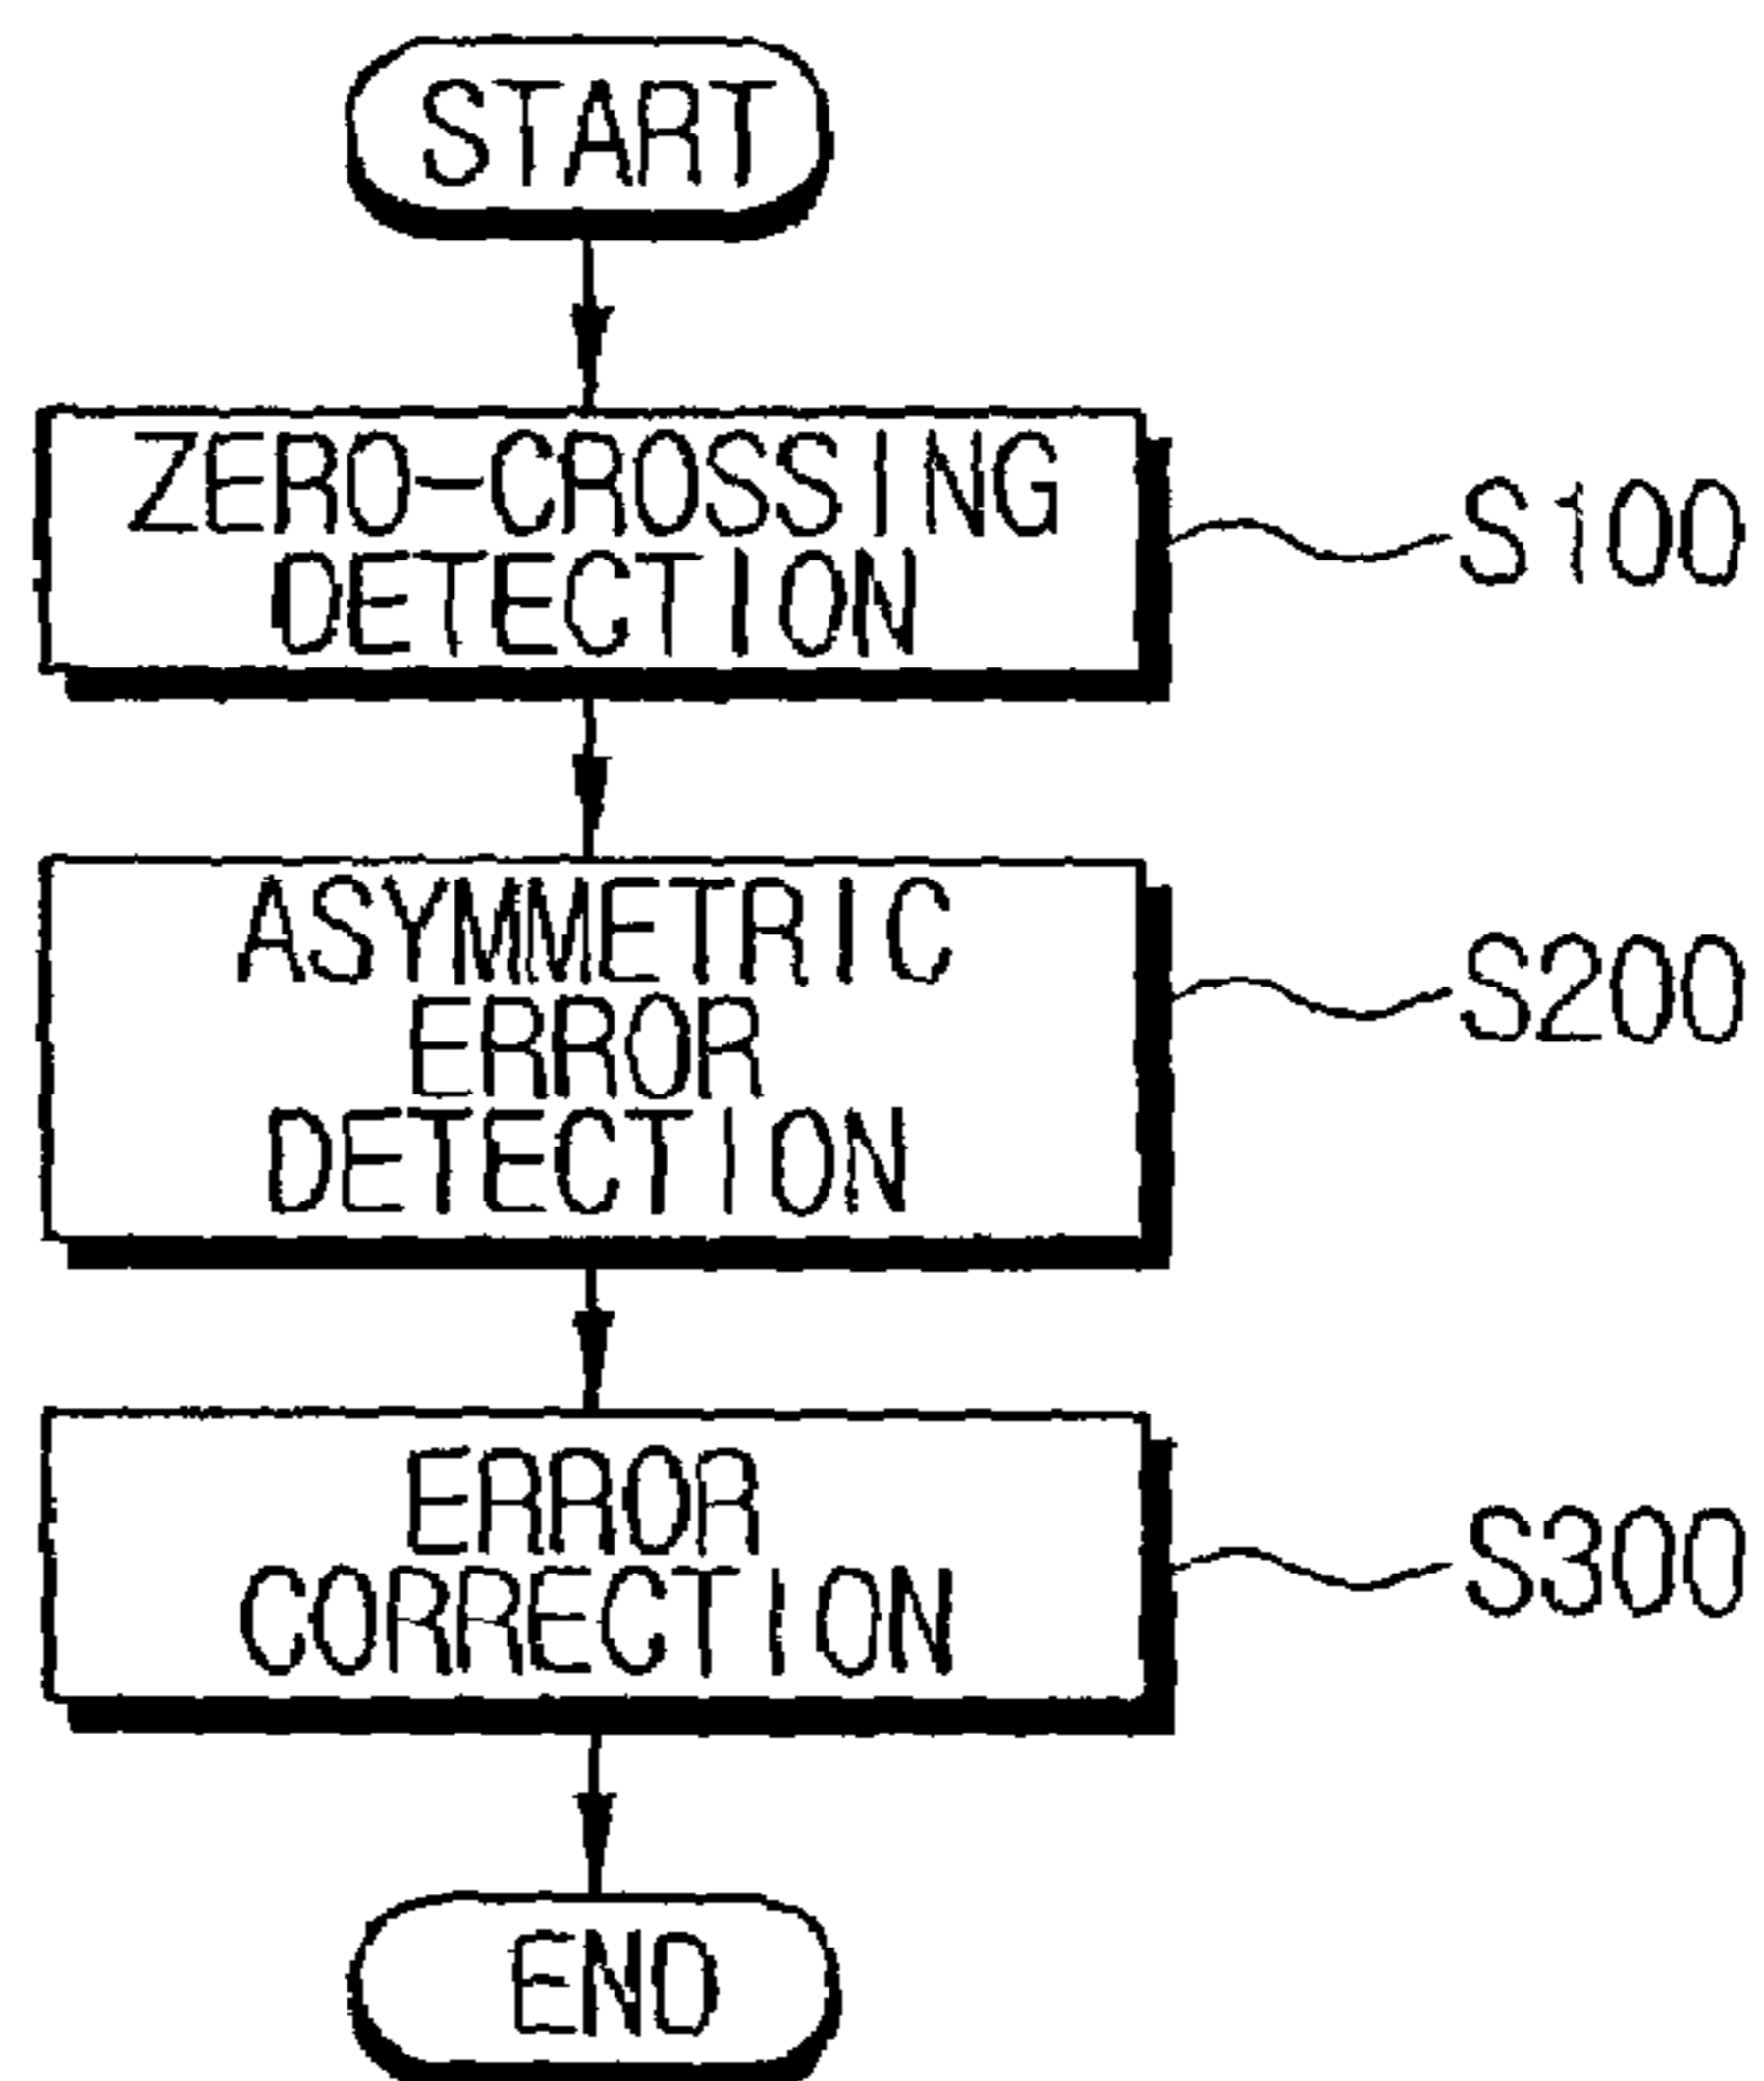 START
ZERO-CROSSING
DETECTION
S100
ASYMMETRIC
ERROR
DETECTION
S200
ERROR
CORRECTION
S300
END